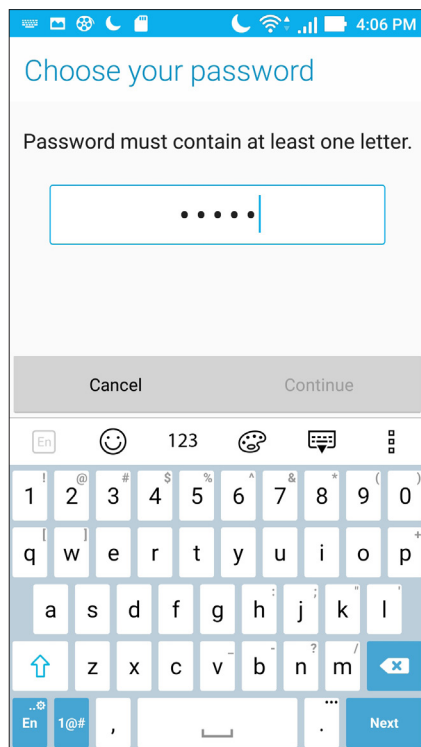 4:06 PM
Choose your password
Password must contain at least one letter.
•••••
Cancel Continue
En 123
! @ # $ % ^ & * ( )
1 2 3 4 5 6 7 8 9 0
[ ] +
q w e r t y u i o p
: ; " '
a s d f g h j k l
_ - ? /
z x c v b n m
En 1@# , . Next